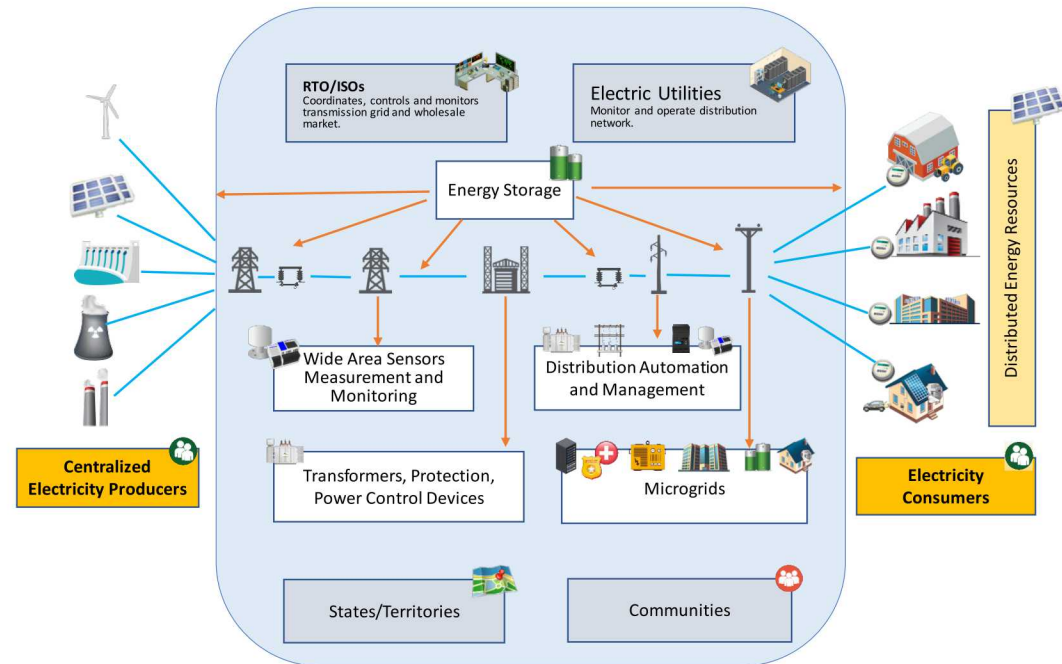 RTO/ISOs
Coordinates, controls and monitors
transmission grid and wholesale
market.
Electric Utilities
Monitor and operate distribution
network.
Energy Storage
Wide Area Sensors
Measurement and
Monitoring
Distribution Automation
and Management
Transformers, Protection,
Power Control Devices
Microgrids
Centralized
Electricity Producers
Electricity
Consumers
Distributed Energy Resources
States/Territories
Communities